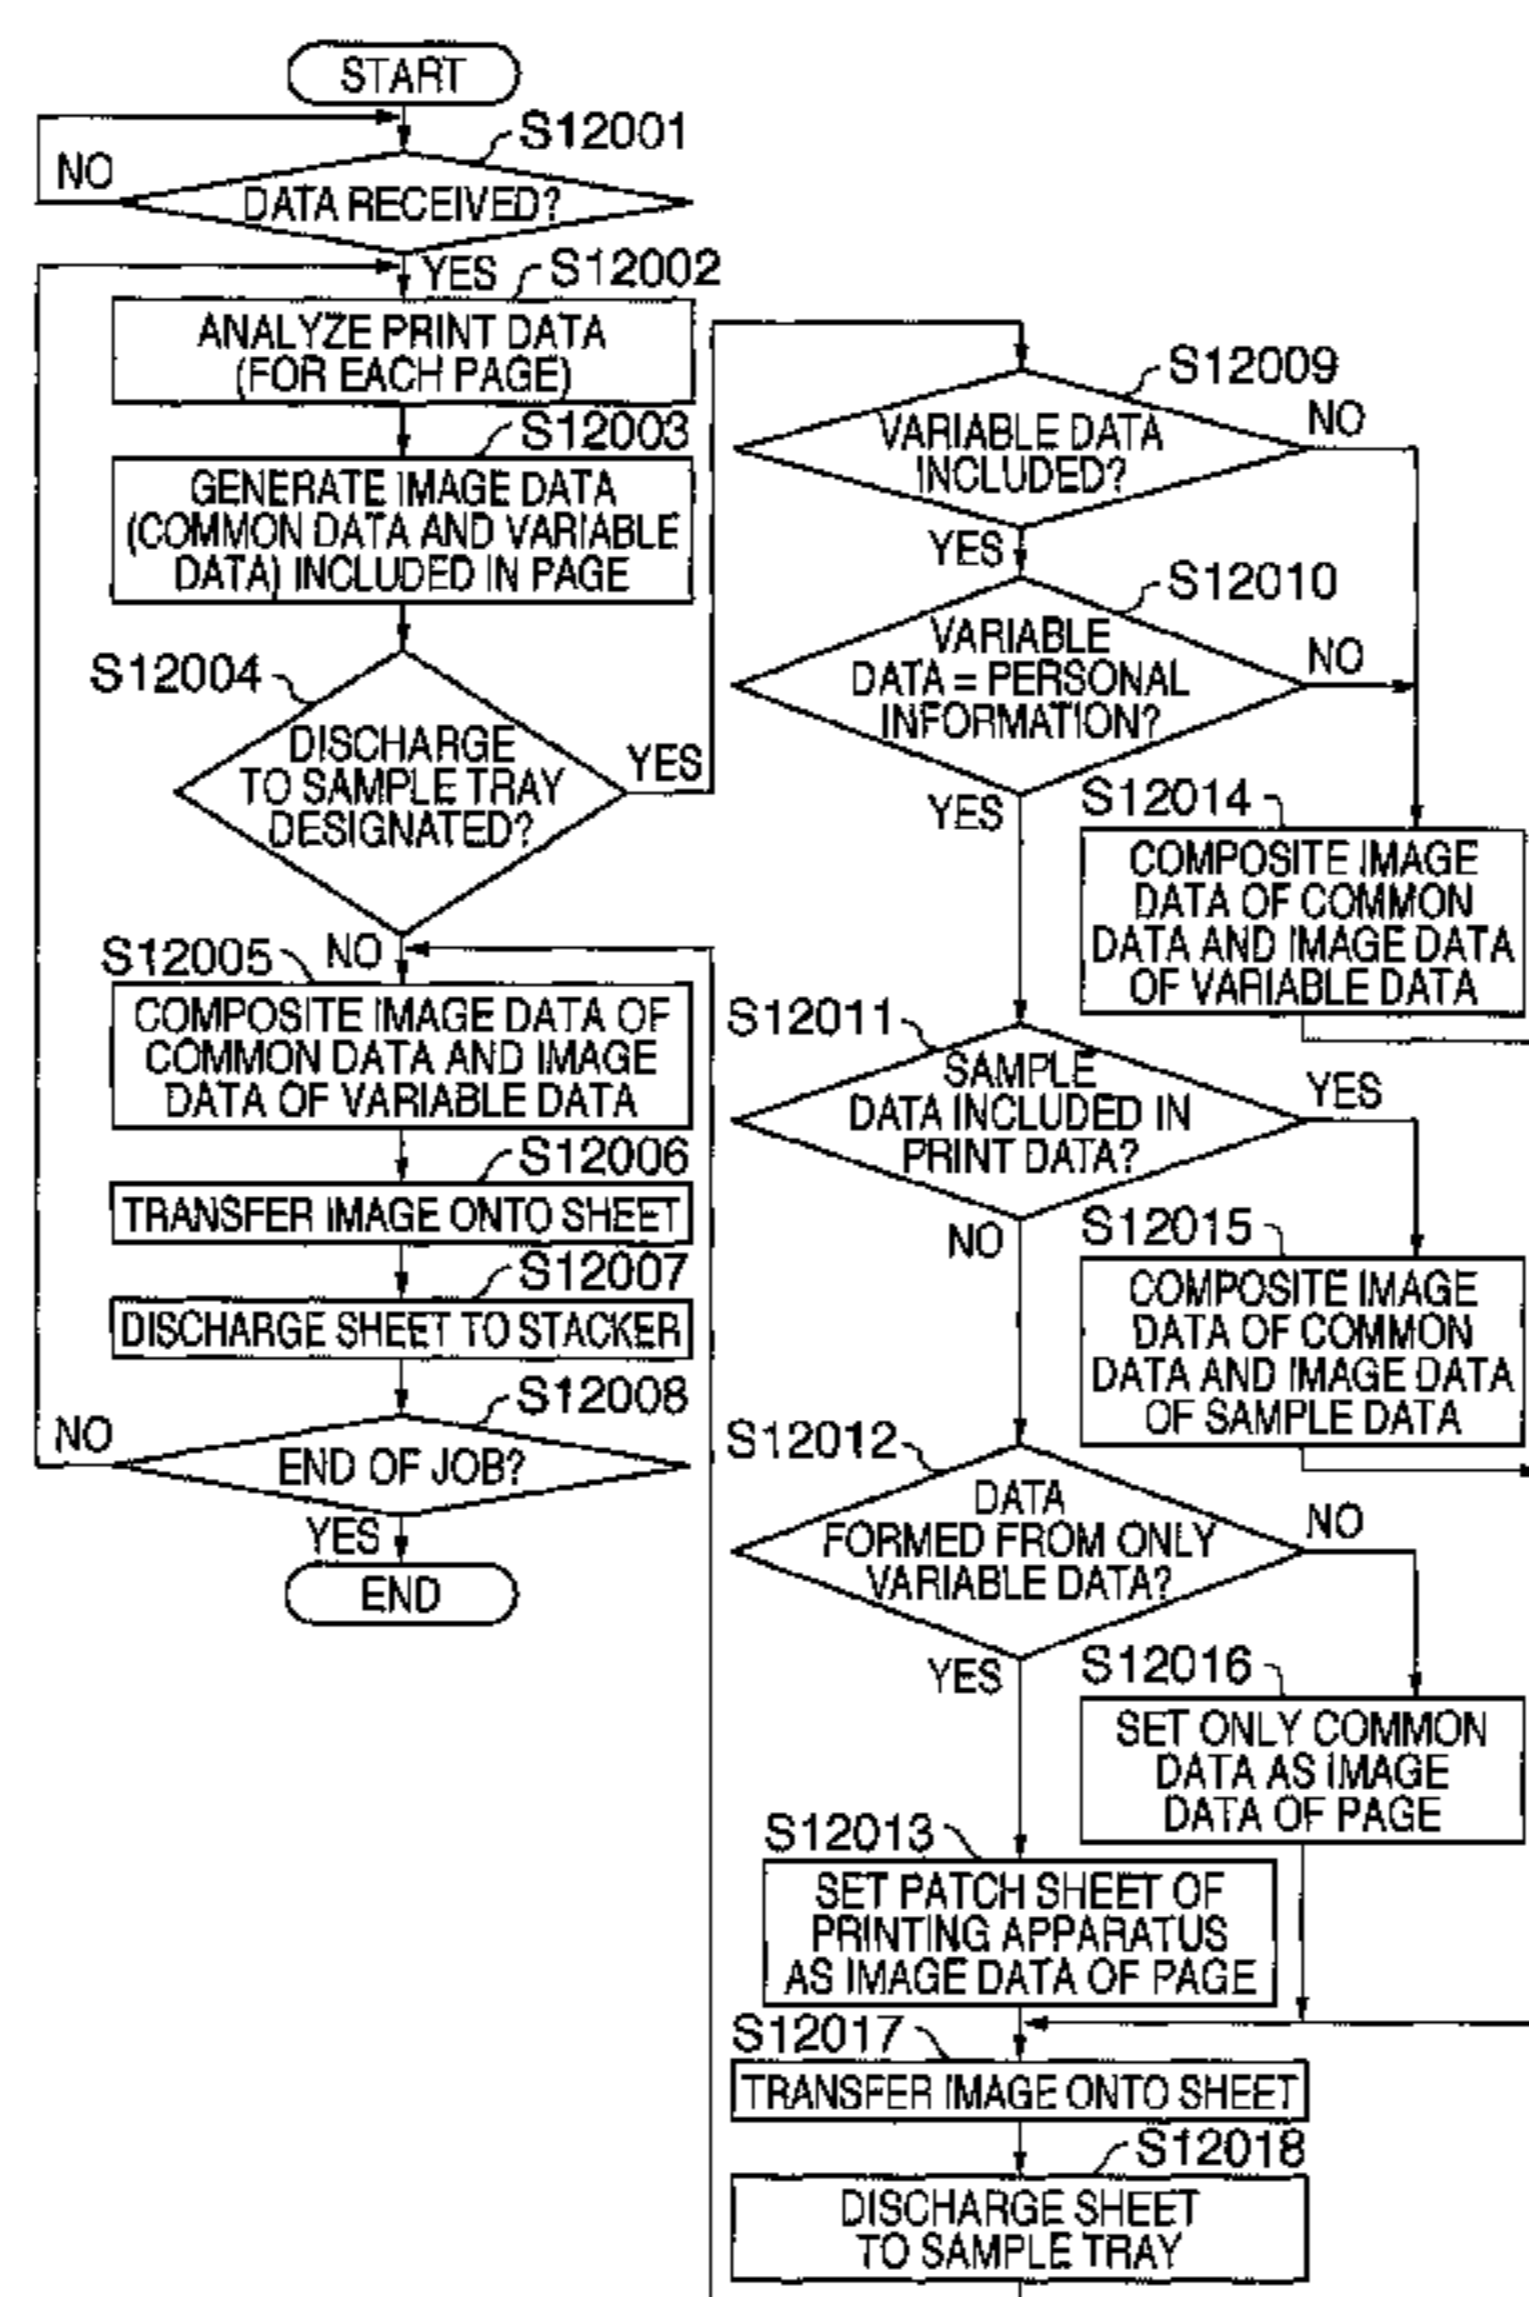 START
S12001
NO
DATA RECEIVED?
YES
S12002
ANALYZE PRINT DATA
(FOR EACH PAGE)
S12003
GENERATE IMAGE DATA
(COMMON DATA AND VARIABLE
DATA) INCLUDED IN PAGE
S12004
DISCHARGE
TO SAMPLE TRAY
DESIGNATED?
YES
NO
S12005
COMPOSITE IMAGE DATA OF
COMMON DATA AND IMAGE
DATA OF VARIABLE DATA
S12006
TRANSFER IMAGE ONTO SHEET
S12007
DISCHARGE SHEET TO STACKER
S12008
NO
END OF JOB?
YES
END
S12009
VARIABLE DATA
INCLUDED?
NO
YES
S12010
VARIABLE
DATA = PERSONAL
INFORMATION?
NO
YES
S12014
COMPOSITE IMAGE
DATA OF COMMON
DATA AND IMAGE DATA
OF VARIABLE DATA
S12011
SAMPLE
DATA INCLUDED IN
PRINT DATA?
YES
NO
S12015
COMPOSITE IMAGE
DATA OF COMMON
DATA AND IMAGE DATA
OF SAMPLE DATA
S12012
DATA
FORMED FROM ONLY
VARIABLE DATA?
NO
YES
S12016
SET ONLY COMMON
DATA AS IMAGE
DATA OF PAGE
S12013
SET PATCH SHEET OF
PRINTING APPARATUS
AS IMAGE DATA OF PAGE
S12017
TRANSFER IMAGE ONTO SHEET
S12018
DISCHARGE SHEET
TO SAMPLE TRAY